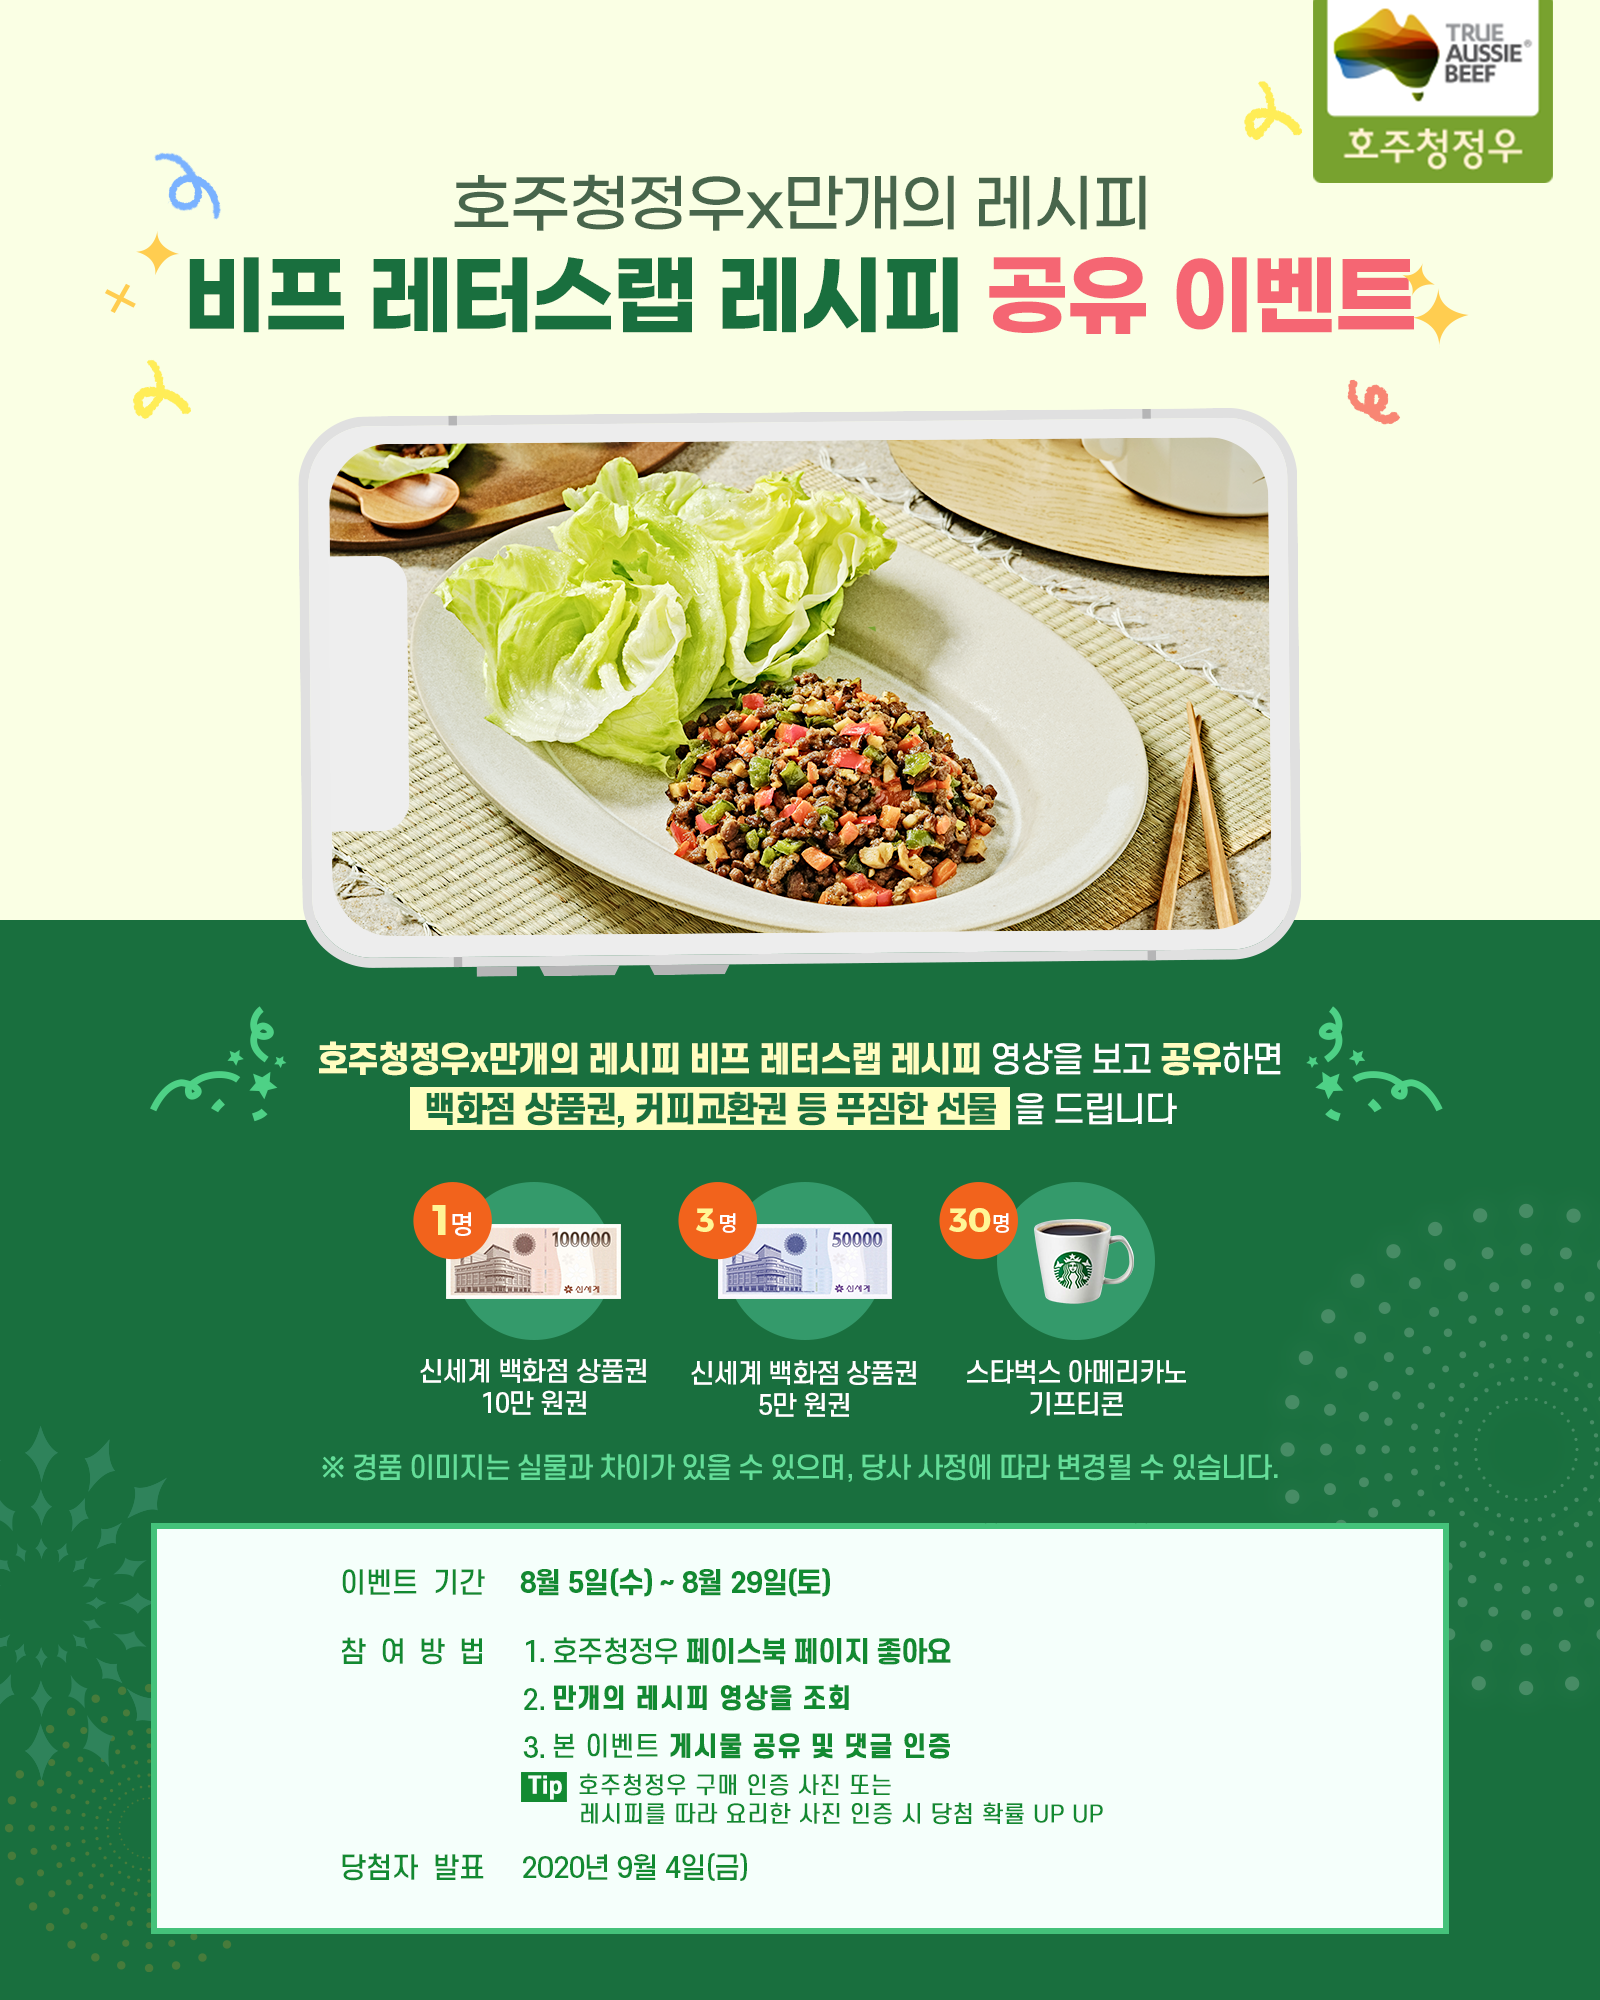 TRUE
AUSSIE®
BEEF
호주청정우
호주청정우x만개의 레시피
비프 레터스랩 레시피 공유 이벤트
호주청정우x만개의 레시피 비프 레터스랩 레시피 영상을 보고 공유하면
백화점 상품권, 커피교환권 등 푸짐한 선물 을 드립니다
1명
100000
신세계
3명
50000
신세계
30명
신세계 백화점 상품권
10만 원권
신세계 백화점 상품권
5만 원권
스타벅스 아메리카노
기프티콘
※ 경품 이미지는 실물과 차이가 있을 수 있으며, 당사 사정에 따라 변경될 수 있습니다.
이벤트 기간 8월 5일(수) ~ 8월 29일(토)
참 여 방 법 1. 호주청정우 페이스북 페이지 좋아요
2. 만개의 레시피 영상을 조회
3. 본 이벤트 게시물 공유 및 댓글 인증
Tip 호주청정우 구매 인증 사진 또는
레시피를 따라 요리한 사진 인증 시 당첨 확률 UP UP
당첨자 발표 2020년 9월 4일(금)